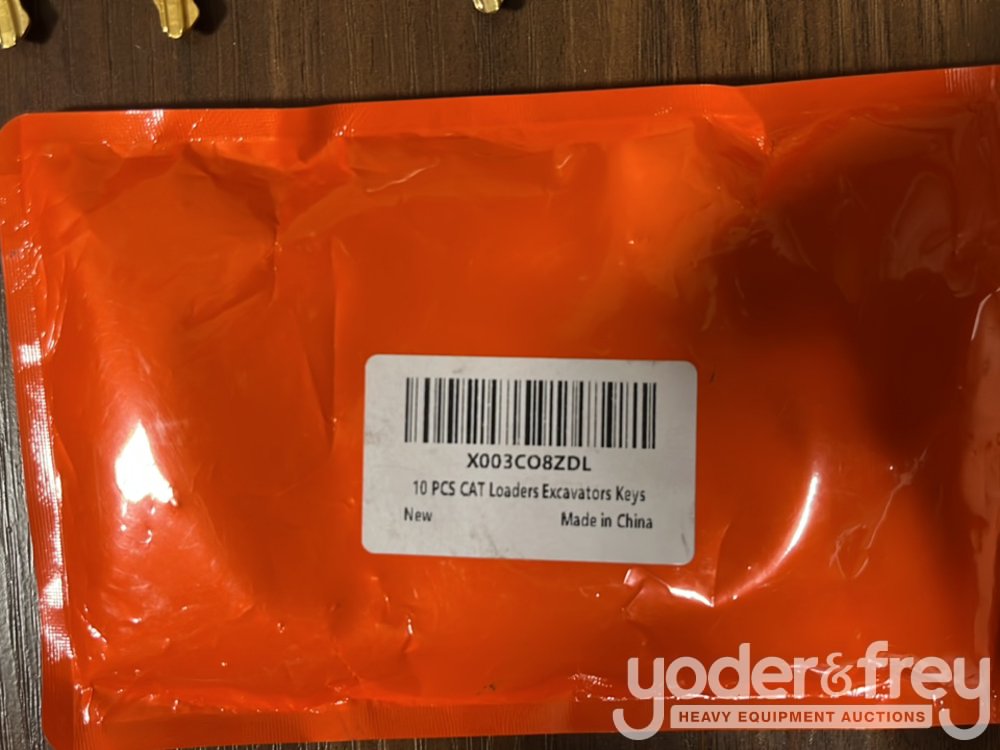 X003CO8ZDL
10 PCS CAT Loaders Excavators Keys
New Made in China
yoder&frey
HEAVY EQUIPMENT AUCTIONS